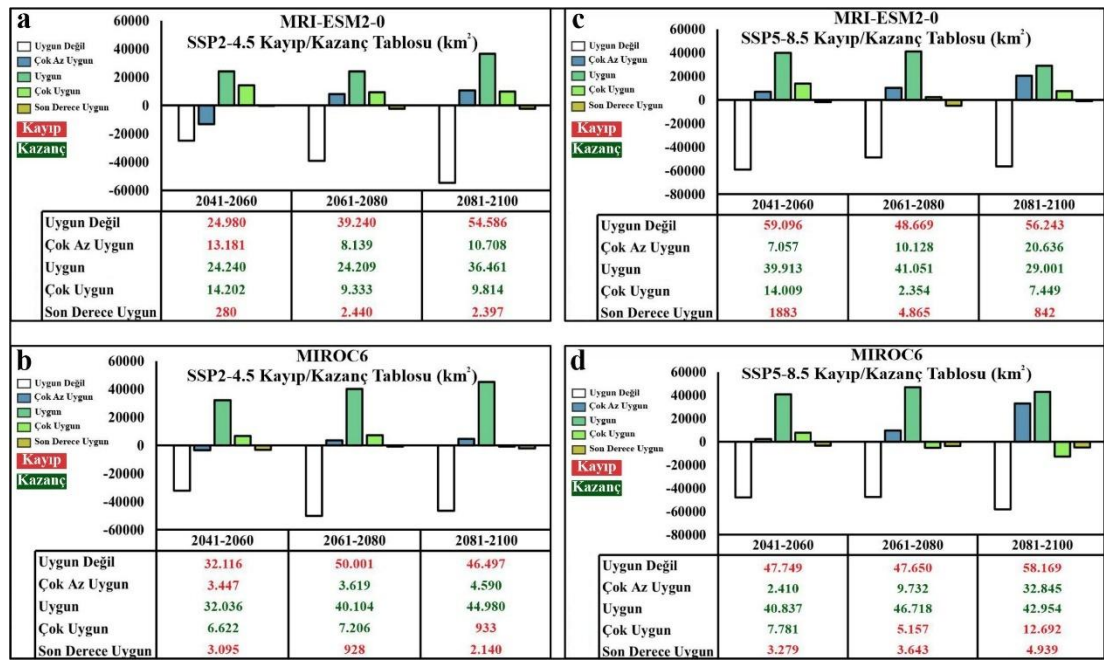 a
MRI-ESM2-0
SSP2-4.5 Kayıp/Kazanç Tablosu (km²)
60000
40000
20000
0
-20000
-40000
-60000
Uygun Değil
Çok Az Uygun
Uygun
Çok Uygun
Son Derece Uygun
Kayıp
Kazanç
2041-2060 2061-2080 2081-2100
Uygun Değil 24.980 39.240 54.586
Çok Az Uygun 13.181 8.139 10.708
Uygun 24.240 24.209 36.461
Çok Uygun 14.202 9.333 9.814
Son Derece Uygun 280 2.440 2.397
c
MRI-ESM2-0
SSP5-8.5 Kayıp/Kazanç Tablosu (km²)
60000
40000
20000
0
-20000
-40000
-60000
-80000
Uygun Değil
Çok Az Uygun
Uygun
Çok Uygun
Son Derece Uygun
Kayıp
Kazanç
2041-2060 2061-2080 2081-2100
Uygun Değil 59.096 48.669 56.243
Çok Az Uygun 7.057 10.128 20.636
Uygun 39.913 41.051 29.001
Çok Uygun 14.009 2.354 7.449
Son Derece Uygun 1883 4.865 842
b
MIROC6
SSP2-4.5 Kayıp/Kazanç Tablosu (km²)
60000
40000
20000
0
-20000
-40000
-60000
Uygun Değil
Çok Az Uygun
Uygun
Çok Uygun
Son Derece Uygun
Kayıp
Kazanç
2041-2060 2061-2080 2081-2100
Uygun Değil 32.116 50.001 46.497
Çok Az Uygun 3.447 3.619 4.590
Uygun 32.036 40.104 44.980
Çok Uygun 6.622 7.206 933
Son Derece Uygun 3.095 928 2.140
d
MIROC6
SSP5-8.5 Kayıp/Kazanç Tablosu (km²)
60000
40000
20000
0
-20000
-40000
-60000
-80000
Uygun Değil
Çok Az Uygun
Uygun
Çok Uygun
Son Derece Uygun
Kayıp
Kazanç
2041-2060 2061-2080 2081-2100
Uygun Değil 47.749 47.650 58.169
Çok Az Uygun 2.410 9.732 32.845
Uygun 40.837 46.718 42.954
Çok Uygun 7.781 5.157 12.692
Son Derece Uygun 3.279 3.643 4.939